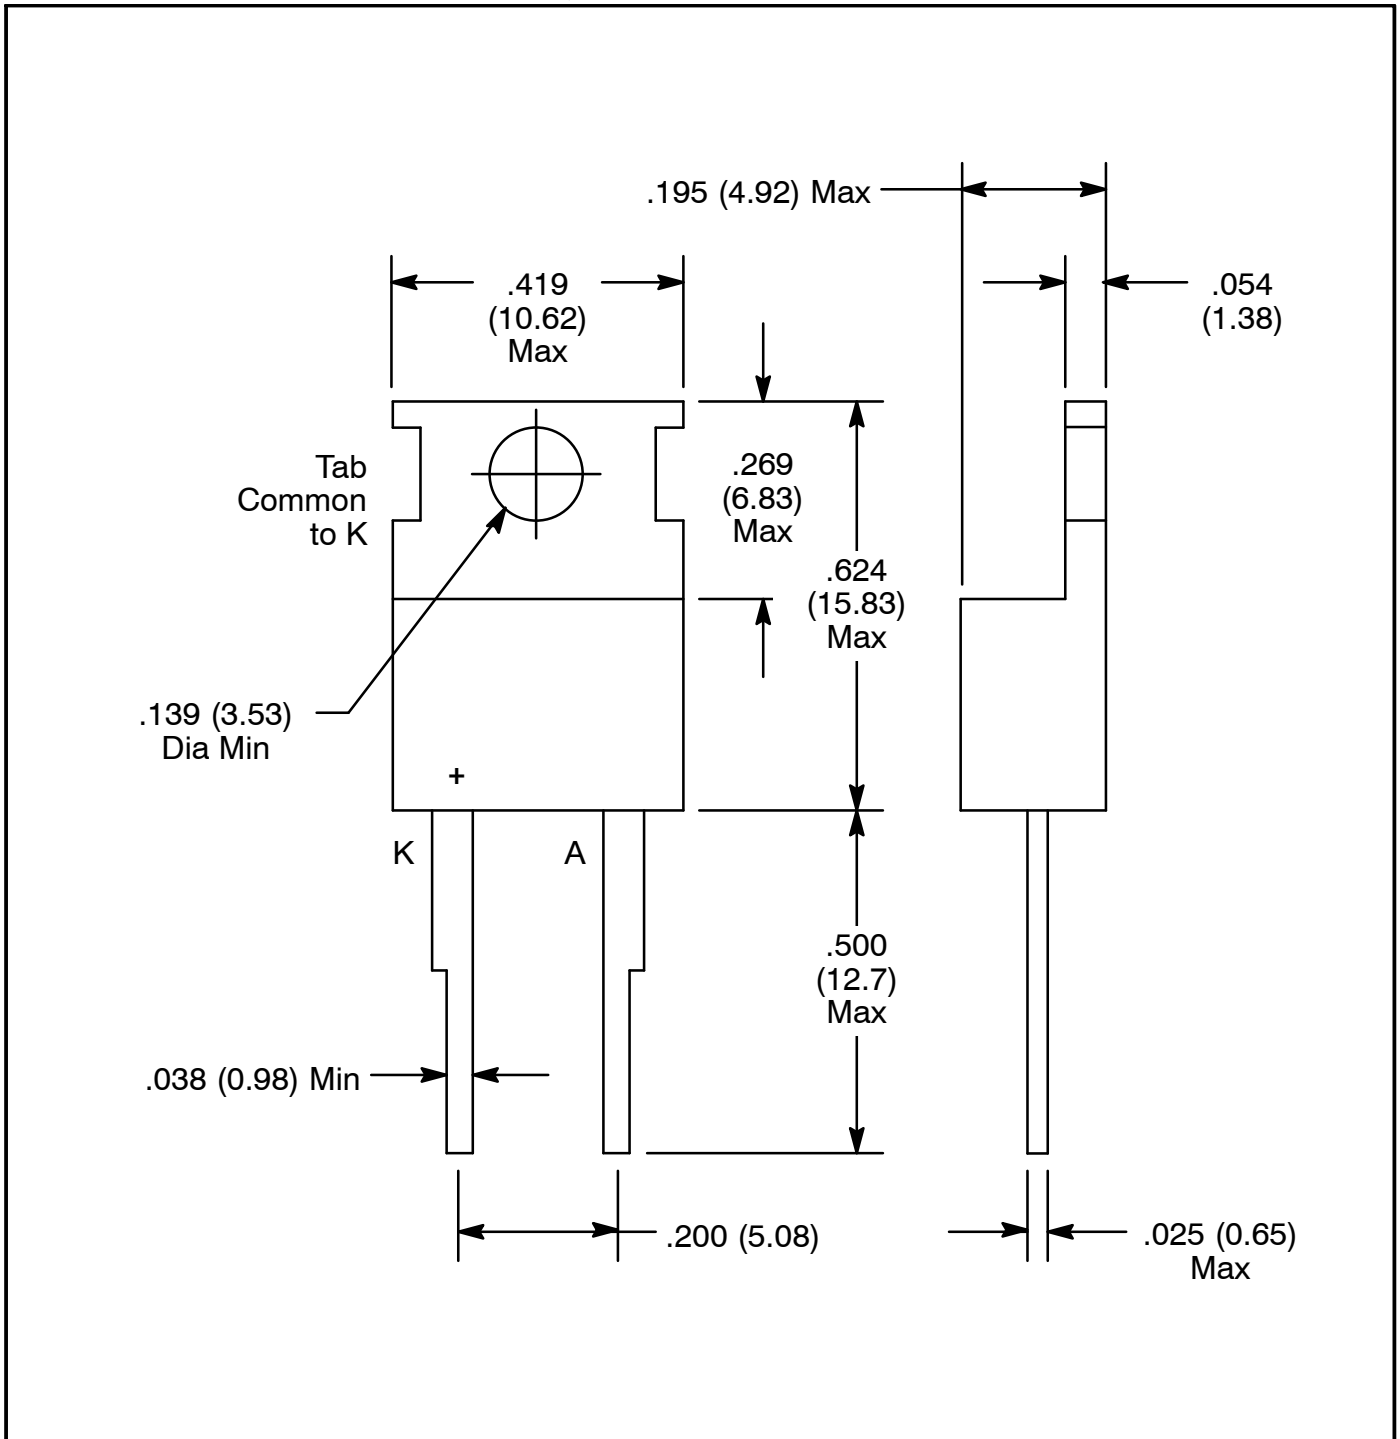 .195 (4.92) Max
.419
(10.62)
Max
.054
(1.38)
Tab
Common
to K
.269
(6.83)
Max
.624
(15.83)
Max
.139 (3.53)
Dia Min
+
K
A
.500
(12.7)
Max
.038 (0.98) Min
.200 (5.08)
.025 (0.65)
Max